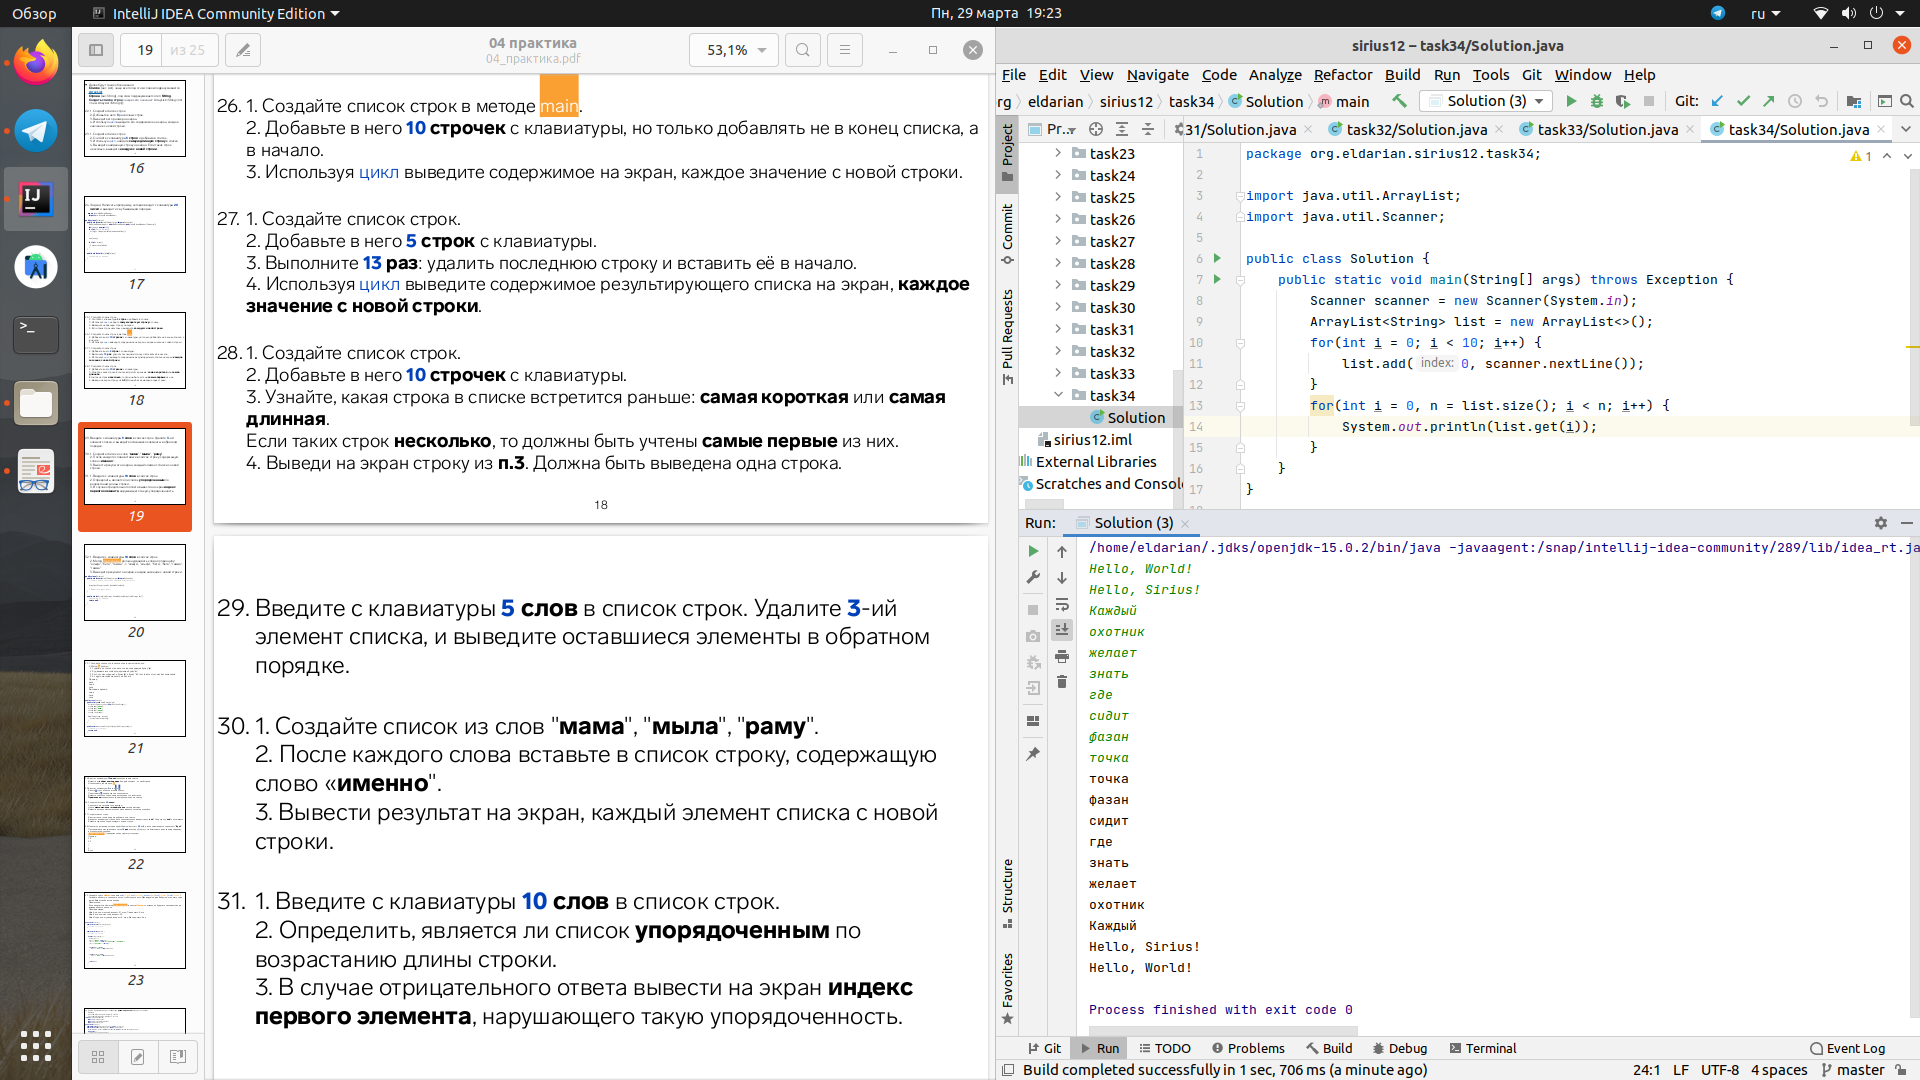 Обзор
IntelliJ IDEA Community Edition
Пн, 29 марта 19:23
ru
19 из 25
04 практика
04_практика.pdf
53,1%
16
17
18
19
20
21
22
23
26. 1. Создайте список строк в методе main.
2. Добавьте в него 10 строчек с клавиатуры, но только добавлять не в конец списка, а
в начало.
3. Используя цикл выведите содержимое на экран, каждое значение с новой строки.
27. 1. Создайте список строк.
2. Добавьте в него 5 строк с клавиатуры.
3. Выполните 13 раз: удалить последнюю строку и вставить её в начало.
4. Используя цикл выведите содержимое результирующего списка на экран, каждое
значение с новой строки.
28. 1. Создайте список строк.
2. Добавьте в него 10 строчек с клавиатуры.
3. Узнайте, какая строка в списке встретится раньше: самая короткая или самая
длинная.
Если таких строк несколько, то должны быть учтены самые первые из них.
4. Выведи на экран строку из п.3. Должна быть выведена одна строка.
18
29. Введите с клавиатуры 5 слов в список строк. Удалите 3-ий
элемент списка, и выведите оставшиеся элементы в обратном
порядке.
30. 1. Создайте список из слов "мама", "мыла", "раму".
2. После каждого слова вставьте в список строку, содержащую
слово «именно".
3. Вывести результат на экран, каждый элемент списка с новой
строки.
31. 1. Введите с клавиатуры 10 слов в список строк.
2. Определить, является ли список упорядоченным по
возрастанию длины строки.
3. В случае отрицательного ответа вывести на экран индекс
первого элемента, нарушающего такую упорядоченность.
sirius12 – task34/Solution.java
File Edit View Navigate Code Analyze Refactor Build Run Tools Git Window Help
rg eldarian sirius12 task34 Solution main
Solution (3)
Git:
Pr..
31/Solution.java
task32/Solution.java
task33/Solution.java
task34/Solution.java
Project
Commit
Pull Requests
Structure
Favorites
task23
task24
task25
task26
task27
task28
task29
task30
task31
task32
task33
task34
Solution
sirius12.iml
External Libraries
Scratches and Consol
1 package org.eldarian.sirius12.task34;
1
2
3 import java.util.ArrayList;
4 import java.util.Scanner;
5
6 public class Solution {
7 public static void main(String[] args) throws Exception {
8 Scanner scanner = new Scanner(System.in);
9 ArrayList<String> list = new ArrayList<>();
10 for(int i = 0; i < 10; i++) {
11 list.add( index: 0, scanner.nextLine());
12 }
13 for(int i = 0, n = list.size(); i < n; i++) {
14 System.out.println(list.get(i));
15 }
16 }
17 }
Run: Solution (3)
/home/eldarian/.jdks/openjdk-15.0.2/bin/java -javaagent:/snap/intellij-idea-community/289/lib/idea_rt.ja
Hello, World!
Hello, Sirius!
Каждый
охотник
желает
знать
где
сидит
фазан
точка
точка
фазан
сидит
где
знать
желает
охотник
Каждый
Hello, Sirius!
Hello, World!
Process finished with exit code 0
Git Run TODO Problems Build Debug Terminal Event Log
Build completed successfully in 1 sec, 706 ms (a minute ago)
24:1 LF UTF-8 4 spaces master